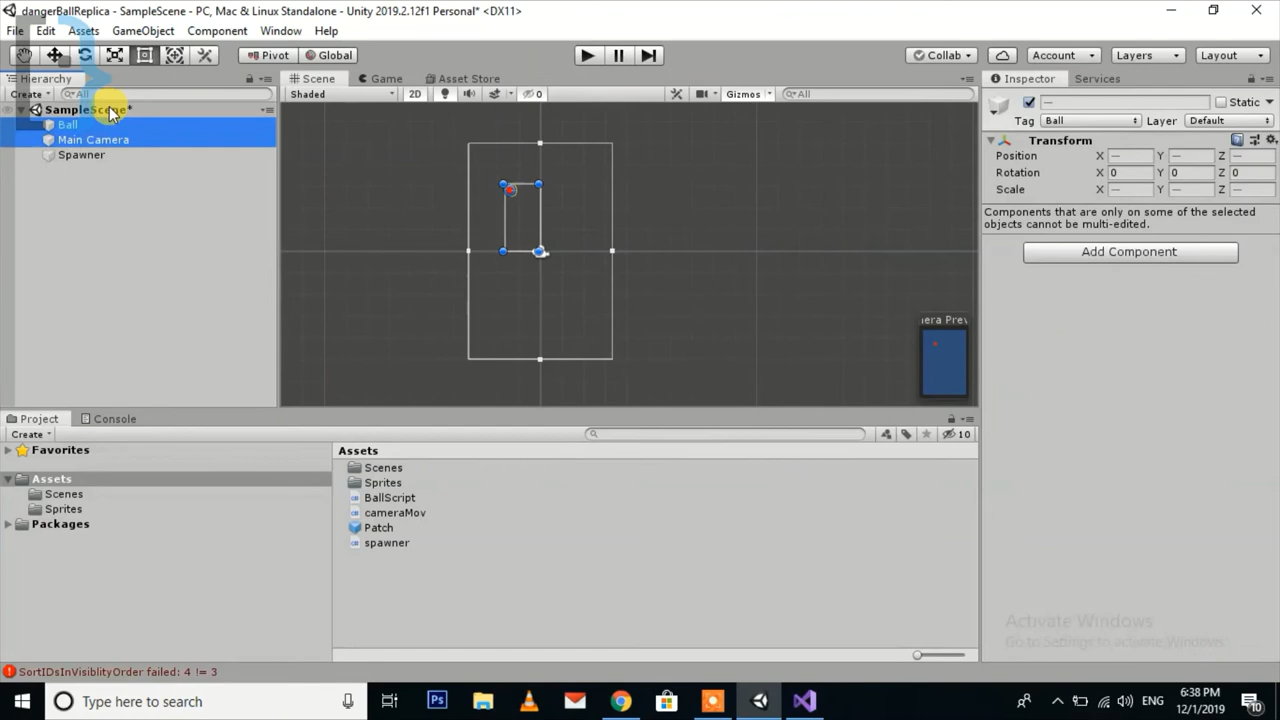 dangerBallReplica - SampleScene - PC, Mac & Linux Standalone - Unity 2019.2.12f1 Personal* <DX11>
File Edit Assets GameObject Component Window Help
Pivot Global Collab Account Layers Layout
Hierarchy Scene Game Asset Store Inspector Services
Create All Shaded 2D 0 Gizmos All Static
SampleScene*
Tag Ball Layer Default
Ball
Main Camera
Spawner
Transform
Position X — Y — Z —
Rotation X 0 Y 0 Z 0
Scale X — Y — Z —
Components that are only on some of the selected
objects cannot be multi-edited.
Add Component
era Prev
Project Console
Create 10
Favorites
Assets
Scenes
Sprites
Packages
Assets
Scenes
Sprites
BallScript
cameraMov
Patch
spawner
Activate Windows
Go to Settings to activate Windows.
SortIDsInVisiblityOrder failed: 4 != 3
Type here to search
Ps
ENG
6:38 PM
12/1/2019
10